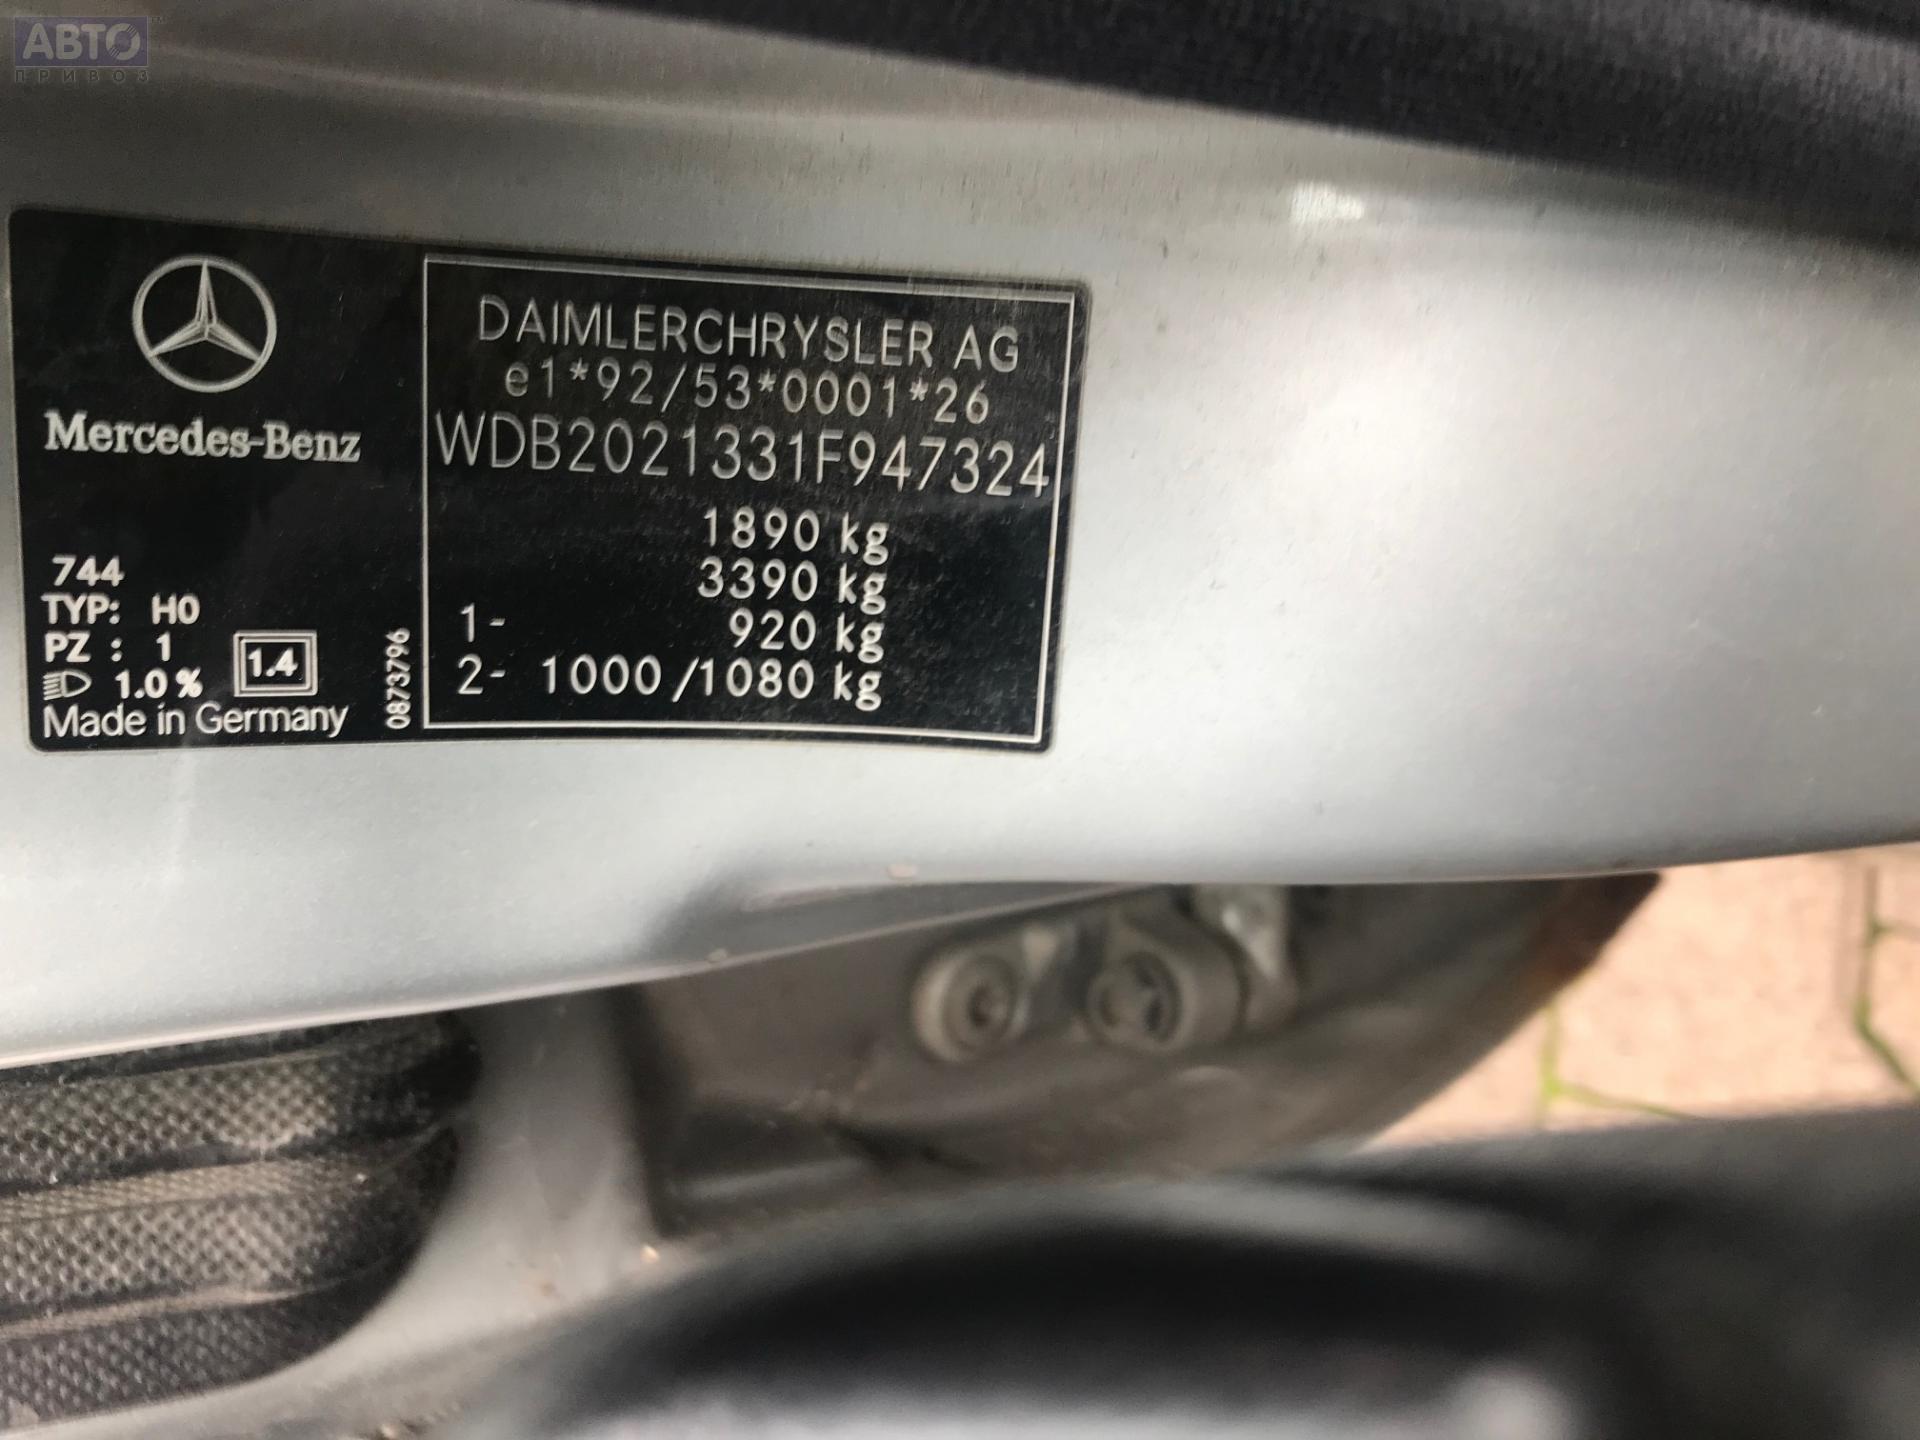 АВТО
ПРИВОЗ
Mercedes-Benz
744
TYP: H0
PZ : 1
1.0 %
1.4
Made in Germany
0873796
DAIMLERCHRYSLER AG
e1*92/53*0001*26
WDB2021331F947324
1890 kg
3390 kg
1- 920 kg
2- 1000/1080 kg